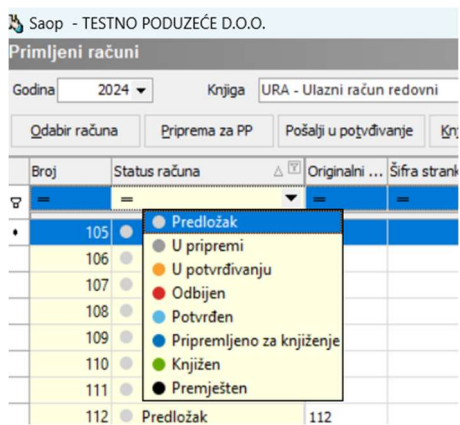 Saop - TESTNO PODUZEĆE D.O.O.
Primljeni računi
Godina 2024 Knjiga URA - Ulazni račun redovni
Odabir računa Priprema za PP Pošalji u potvđivanje
Broj Status računa Originalni ... Šifra strank
= = = =
105 Predložak
106 U pripremi
107 U potvrđivanju
108 Odbijen
109 Potvrđen
110 Pripremljeno za knjiženje
111 Knjižen
Premješten
112 Predložak 112